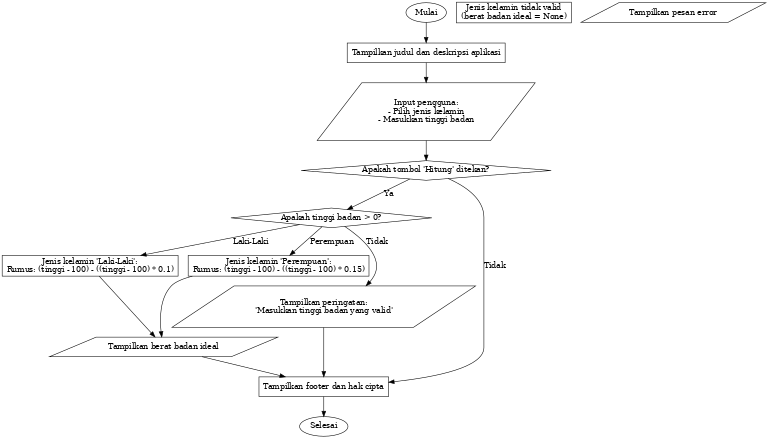 Mulai
Jenis kelamin tidak valid
(berat badan ideal = None)
Tampilkan pesan error
Tampilkan judul dan deskripsi aplikasi
Input pengguna:
- Pilih jenis kelamin
- Masukkan tinggi badan
Apakah tombol 'Hitung' ditekan?
Ya
Apakah tinggi badan > 0?
Laki-Laki
Perempuan
Tidak
Tidak
Jenis kelamin 'Laki-Laki':
Rumus: (tinggi - 100) - ((tinggi - 100) * 0.1)
Jenis kelamin 'Perempuan':
Rumus: (tinggi - 100) - ((tinggi - 100) * 0.15)
Tampilkan peringatan:
'Masukkan tinggi badan yang valid'
Tampilkan berat badan ideal
Tampilkan footer dan hak cipta
Selesai